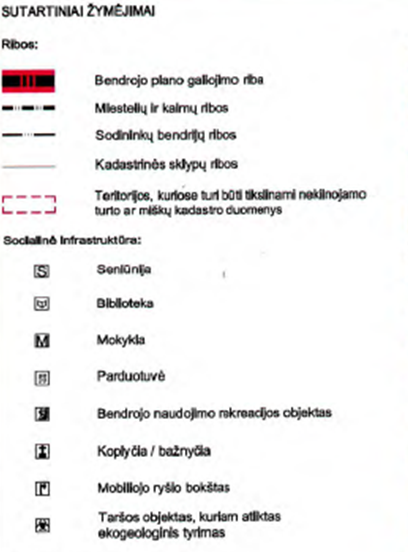 SUTARTINIAI ŽYMĖJIMAI
Ribos:
Bendrojo plano galiojimo riba
Miestelių ir kaimų ribos
Sodininkų bendrijų ribos
Kadastrinės sklypų ribos
Teritorijos, kuriose turi būti tikslinami nekilnojamo
turto ar miškų kadastro duomenys
Socialinė infrastruktūra:
S Seniūnija
Biblioteka
M Mokykla
Parduotuvė
Bendrojo naudojimo rekreacijos objektas
Koplyčia / bažnyčia
Mobiliojo ryšio bokštas
Taršos objektas, kuriam atliktas
ekogeologinis tyrimas